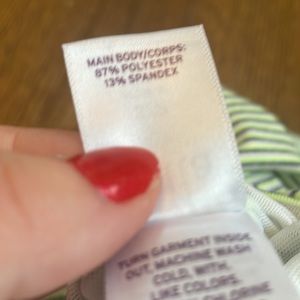 MAIN BODY/CORPS:
87% POLYESTER
13% SPANDEX
TURN GARMENT INSIDE
OUT. MACHINE WASH
COLD, WITH
LIKE COLORS.